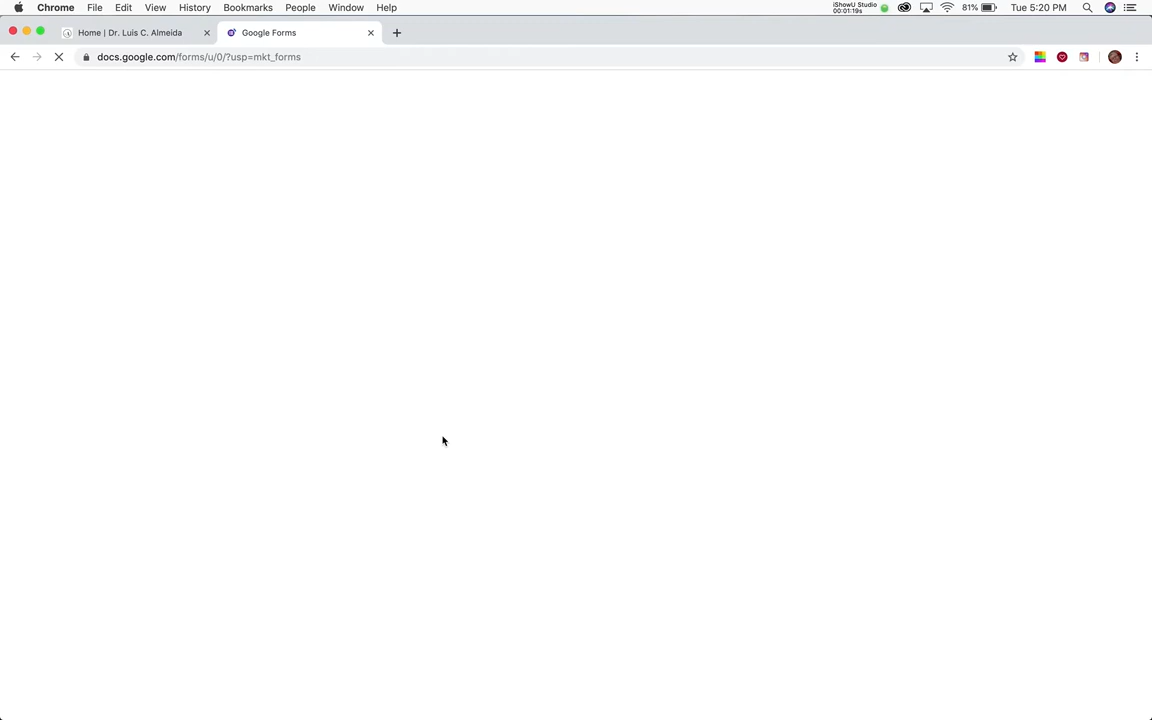 Chrome File Edit View History Bookmarks People Window Help iShowU Studio 00:01:19s 81% Tue 5:20 PM
Home | Dr. Luis C. Almeida Google Forms
docs.google.com/forms/u/0/?usp=mkt_forms